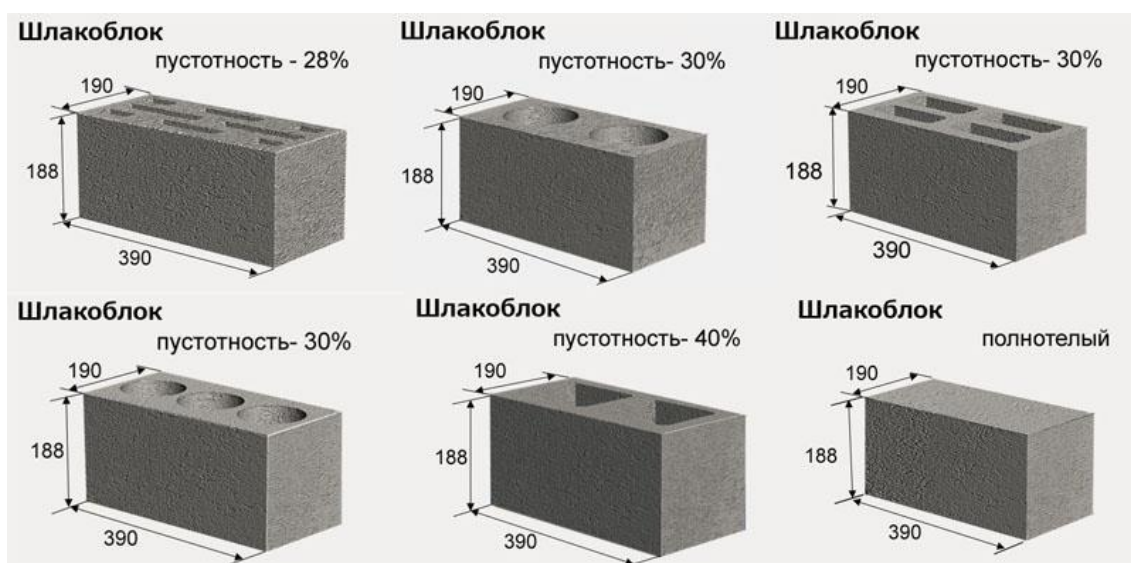 Шлакоблок
пустотность - 28%
190
188
390
Шлакоблок
пустотность- 30%
190
188
390
Шлакоблок
пустотность- 30%
190
188
390
Шлакоблок
пустотность- 30%
190
188
390
Шлакоблок
пустотность- 40%
190
188
390
Шлакоблок
полнотелый
190
188
390